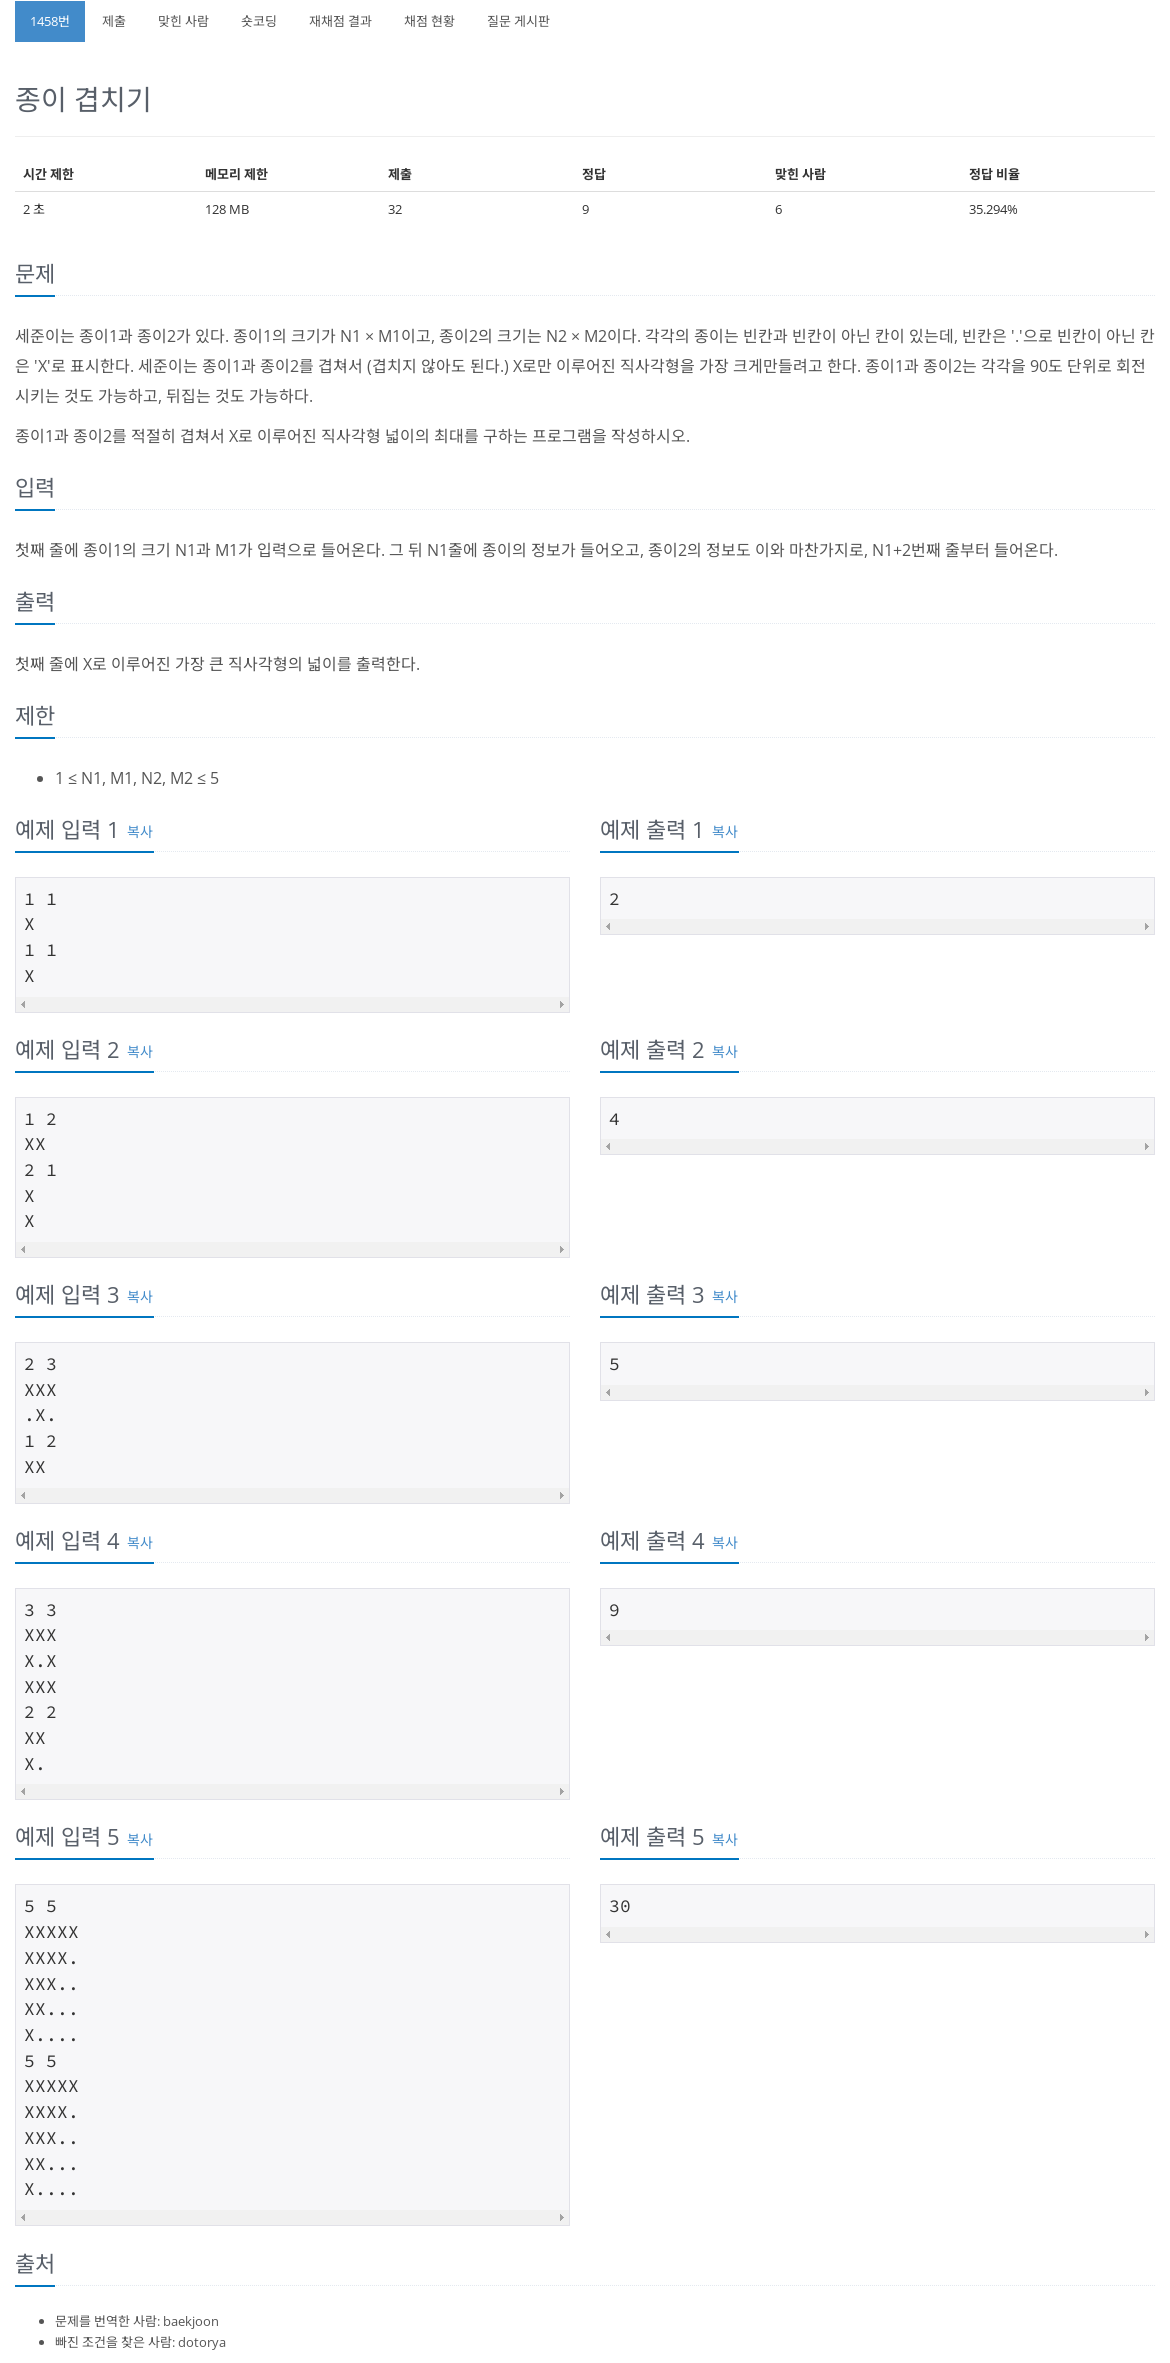 1458번 제출 맞힌 사람 숏코딩 재채점 결과 채점 현황 질문 게시판
종이 겹치기
시간 제한 메모리 제한 제출 정답 맞힌 사람 정답 비율
2 초 128 MB 32 9 6 35.294%
문제
세준이는 종이1과 종이2가 있다. 종이1의 크기가 N1 × M1이고, 종이2의 크기는 N2 × M2이다. 각각의 종이는 빈칸과 빈칸이 아닌 칸이 있는데, 빈칸은 '.'으로 빈칸이 아닌 칸
은 'X'로 표시한다. 세준이는 종이1과 종이2를 겹쳐서 (겹치지 않아도 된다.) X로만 이루어진 직사각형을 가장 크게만들려고 한다. 종이1과 종이2는 각각을 90도 단위로 회전
시키는 것도 가능하고, 뒤집는 것도 가능하다.
종이1과 종이2를 적절히 겹쳐서 X로 이루어진 직사각형 넓이의 최대를 구하는 프로그램을 작성하시오.
입력
첫째 줄에 종이1의 크기 N1과 M1가 입력으로 들어온다. 그 뒤 N1줄에 종이의 정보가 들어오고, 종이2의 정보도 이와 마찬가지로, N1+2번째 줄부터 들어온다.
출력
첫째 줄에 X로 이루어진 가장 큰 직사각형의 넓이를 출력한다.
제한
1 ≤ N1, M1, N2, M2 ≤ 5
예제 입력 1 복사
1 1
X
1 1
X
예제 출력 1 복사
2
예제 입력 2 복사
1 2
XX
2 1
X
X
예제 출력 2 복사
4
예제 입력 3 복사
2 3
XXX
.X.
1 2
XX
예제 출력 3 복사
5
예제 입력 4 복사
3 3
XXX
X.X
XXX
2 2
XX
X.
예제 출력 4 복사
9
예제 입력 5 복사
5 5
XXXXX
XXXX.
XXX..
XX...
X....
5 5
XXXXX
XXXX.
XXX..
XX...
X....
예제 출력 5 복사
30
출처
문제를 번역한 사람: baekjoon
빠진 조건을 찾은 사람: dotorya